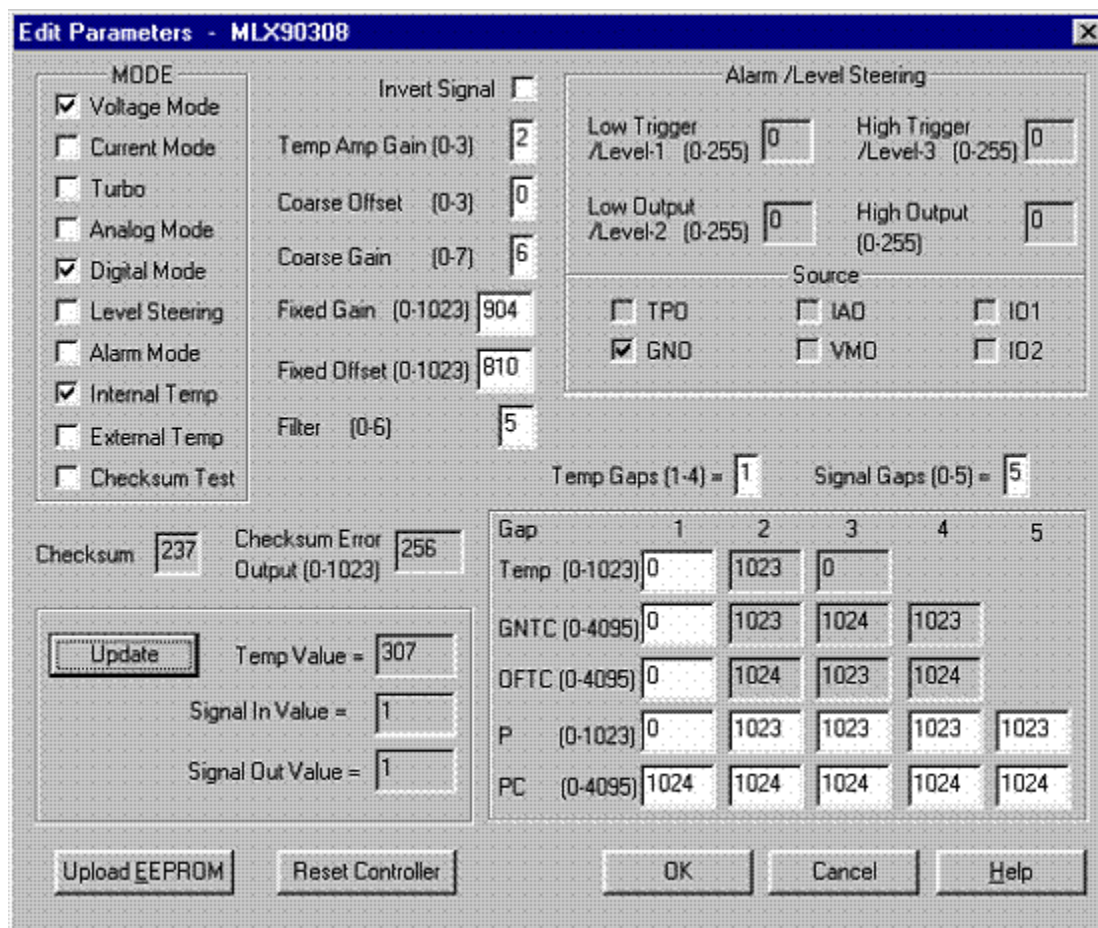 Edit Parameters - MLX90308
MODE
Voltage Mode
Current Mode
Turbo
Analog Mode
Digital Mode
Level Steering
Alarm Mode
Internal Temp
External Temp
Checksum Test
Invert Signal
Temp Amp Gain (0-3) 2
Coarse Offset (0-3) 0
Coarse Gain (0-7) 6
Fixed Gain (0-1023) 904
Fixed Offset (0-1023) 810
Filter (0-6) 5
Alarm /Level Steering
Low Trigger
/Level-1 (0-255) 0
High Trigger
/Level-3 (0-255) 0
Low Output
/Level-2 (0-255) 0
High Output
(0-255) 0
Source
TPO IAO IO1
GNO VMO IO2
Temp Gaps (1-4) = 1 Signal Gaps (0-5) = 5
Checksum 237
Checksum Error
Output (0-1023) 256
Update
Temp Value = 307
Signal In Value = 1
Signal Out Value = 1
Gap 1 2 3 4 5
Temp (0-1023) 0 1023 0
GNTC (0-4095) 0 1023 1024 1023
OFTC (0-4095) 0 1024 1023 1024
P (0-1023) 0 1023 1023 1023 1023
PC (0-4095) 1024 1024 1024 1024 1024
Upload EEPROM Reset Controller OK Cancel Help